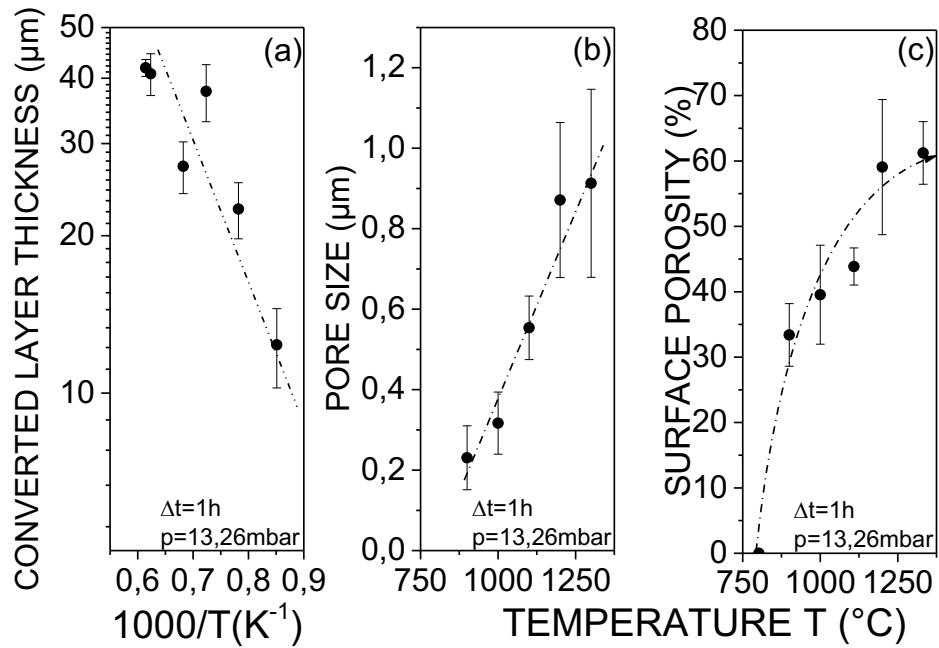 CONVERTED LAYER THICKNESS (µm)
50
40
30
20
10
(a)
Δt=1h
p=13,26mbar
0,6 0,7 0,8 0,9
1000/T(K⁻¹)
PORE SIZE (µm)
1,2
1,0
0,8
0,6
0,4
0,2
0,0
(b)
Δt=1h
p=13,26mbar
750 1000 1250
SURFACE POROSITY (%)
80
70
60
50
40
30
20
10
0
(c)
Δt=1h
p=13,26mbar
750 1000 1250
TEMPERATURE T (°C)